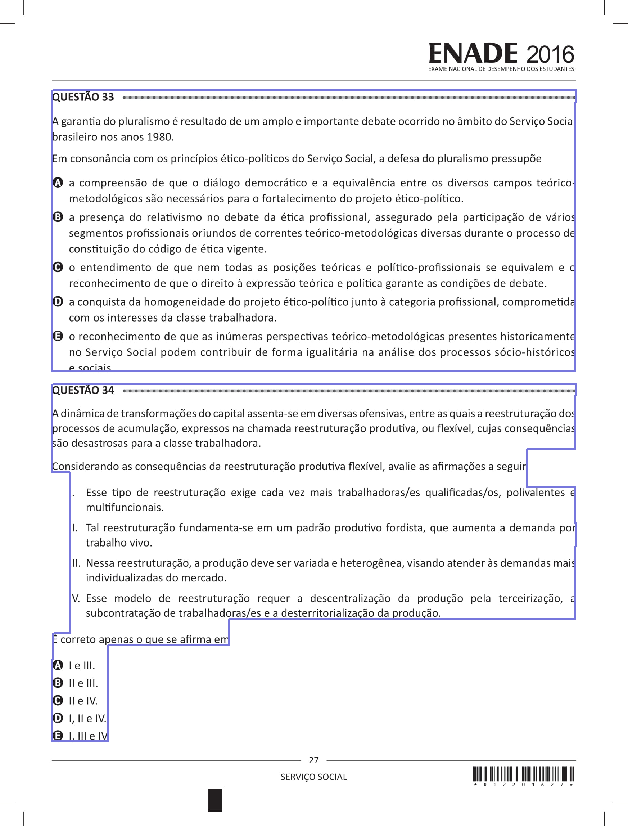 ENADE 2016
EXAME NACIONAL DE DESEMPENHO DOS ESTUDANTES
QUESTÃO 33
A garantia do pluralismo é resultado de um amplo e importante debate ocorrido no âmbito do Serviço Socia
brasileiro nos anos 1980.
Em consonância com os princípios ético-políticos do Serviço Social, a defesa do pluralismo pressupõe
A a compreensão de que o diálogo democrático e a equivalência entre os diversos campos teórico-
metodológicos são necessários para o fortalecimento do projeto ético-político.
B a presença do relativismo no debate da ética profissional, assegurado pela participação de vários
segmentos profissionais oriundos de correntes teórico-metodológicas diversas durante o processo de
constituição do código de ética vigente.
C o entendimento de que nem todas as posições teóricas e político-profissionais se equivalem e o
reconhecimento de que o direito à expressão teórica e política garante as condições de debate.
D a conquista da homogeneidade do projeto ético-político junto à categoria profissional, comprometida
com os interesses da classe trabalhadora.
E o reconhecimento de que as inúmeras perspectivas teórico-metodológicas presentes historicamente
no Serviço Social podem contribuir de forma igualitária na análise dos processos sócio-históricos
e sociais
QUESTÃO 34
A dinâmica de transformações do capital assenta-se em diversas ofensivas, entre as quais a reestruturação dos
processos de acumulação, expressos na chamada reestruturação produtiva, ou flexível, cujas consequências
são desastrosas para a classe trabalhadora.
Considerando as consequências da reestruturação produtiva flexível, avalie as afirmações a seguir
. Esse tipo de reestruturação exige cada vez mais trabalhadoras/es qualificadas/os, polivalentes e
multifuncionais.
I. Tal reestruturação fundamenta-se em um padrão produtivo fordista, que aumenta a demanda por
trabalho vivo.
II. Nessa reestruturação, a produção deve ser variada e heterogênea, visando atender às demandas mais
individualizadas do mercado.
V. Esse modelo de reestruturação requer a descentralização da produção pela terceirização, a
subcontratação de trabalhadoras/es e a desterritorialização da produção.
É correto apenas o que se afirma em
A I e III.
B II e III.
C II e IV.
D I, II e IV.
E I, III e IV
27
SERVIÇO SOCIAL